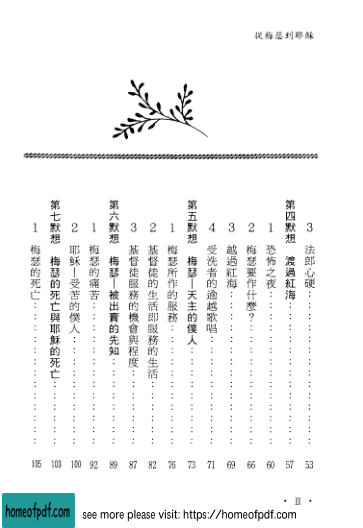 從梅瑟到耶穌
3 法郎心硬 53
第四默想 渡過紅海 57
1 恐怖之夜 60
2 梅瑟要作什麼? 66
3 越過紅海 69
4 受洗者的逾越歌唱 71
第五默想 梅瑟—天主的僕人 73
1 梅瑟所作的服務 76
2 基督徒的生活即服務的生活 82
3 基督徒服務的機會與程度 87
第六默想 梅瑟—被出賣的先知 89
1 梅瑟的痛苦 92
2 耶穌—受苦的僕人 100
第七默想 梅瑟的死亡與耶穌的死亡 103
1 梅瑟的死亡 105
· II ·
homeofpdf.com
see more please visit: https://homeofpdf.com